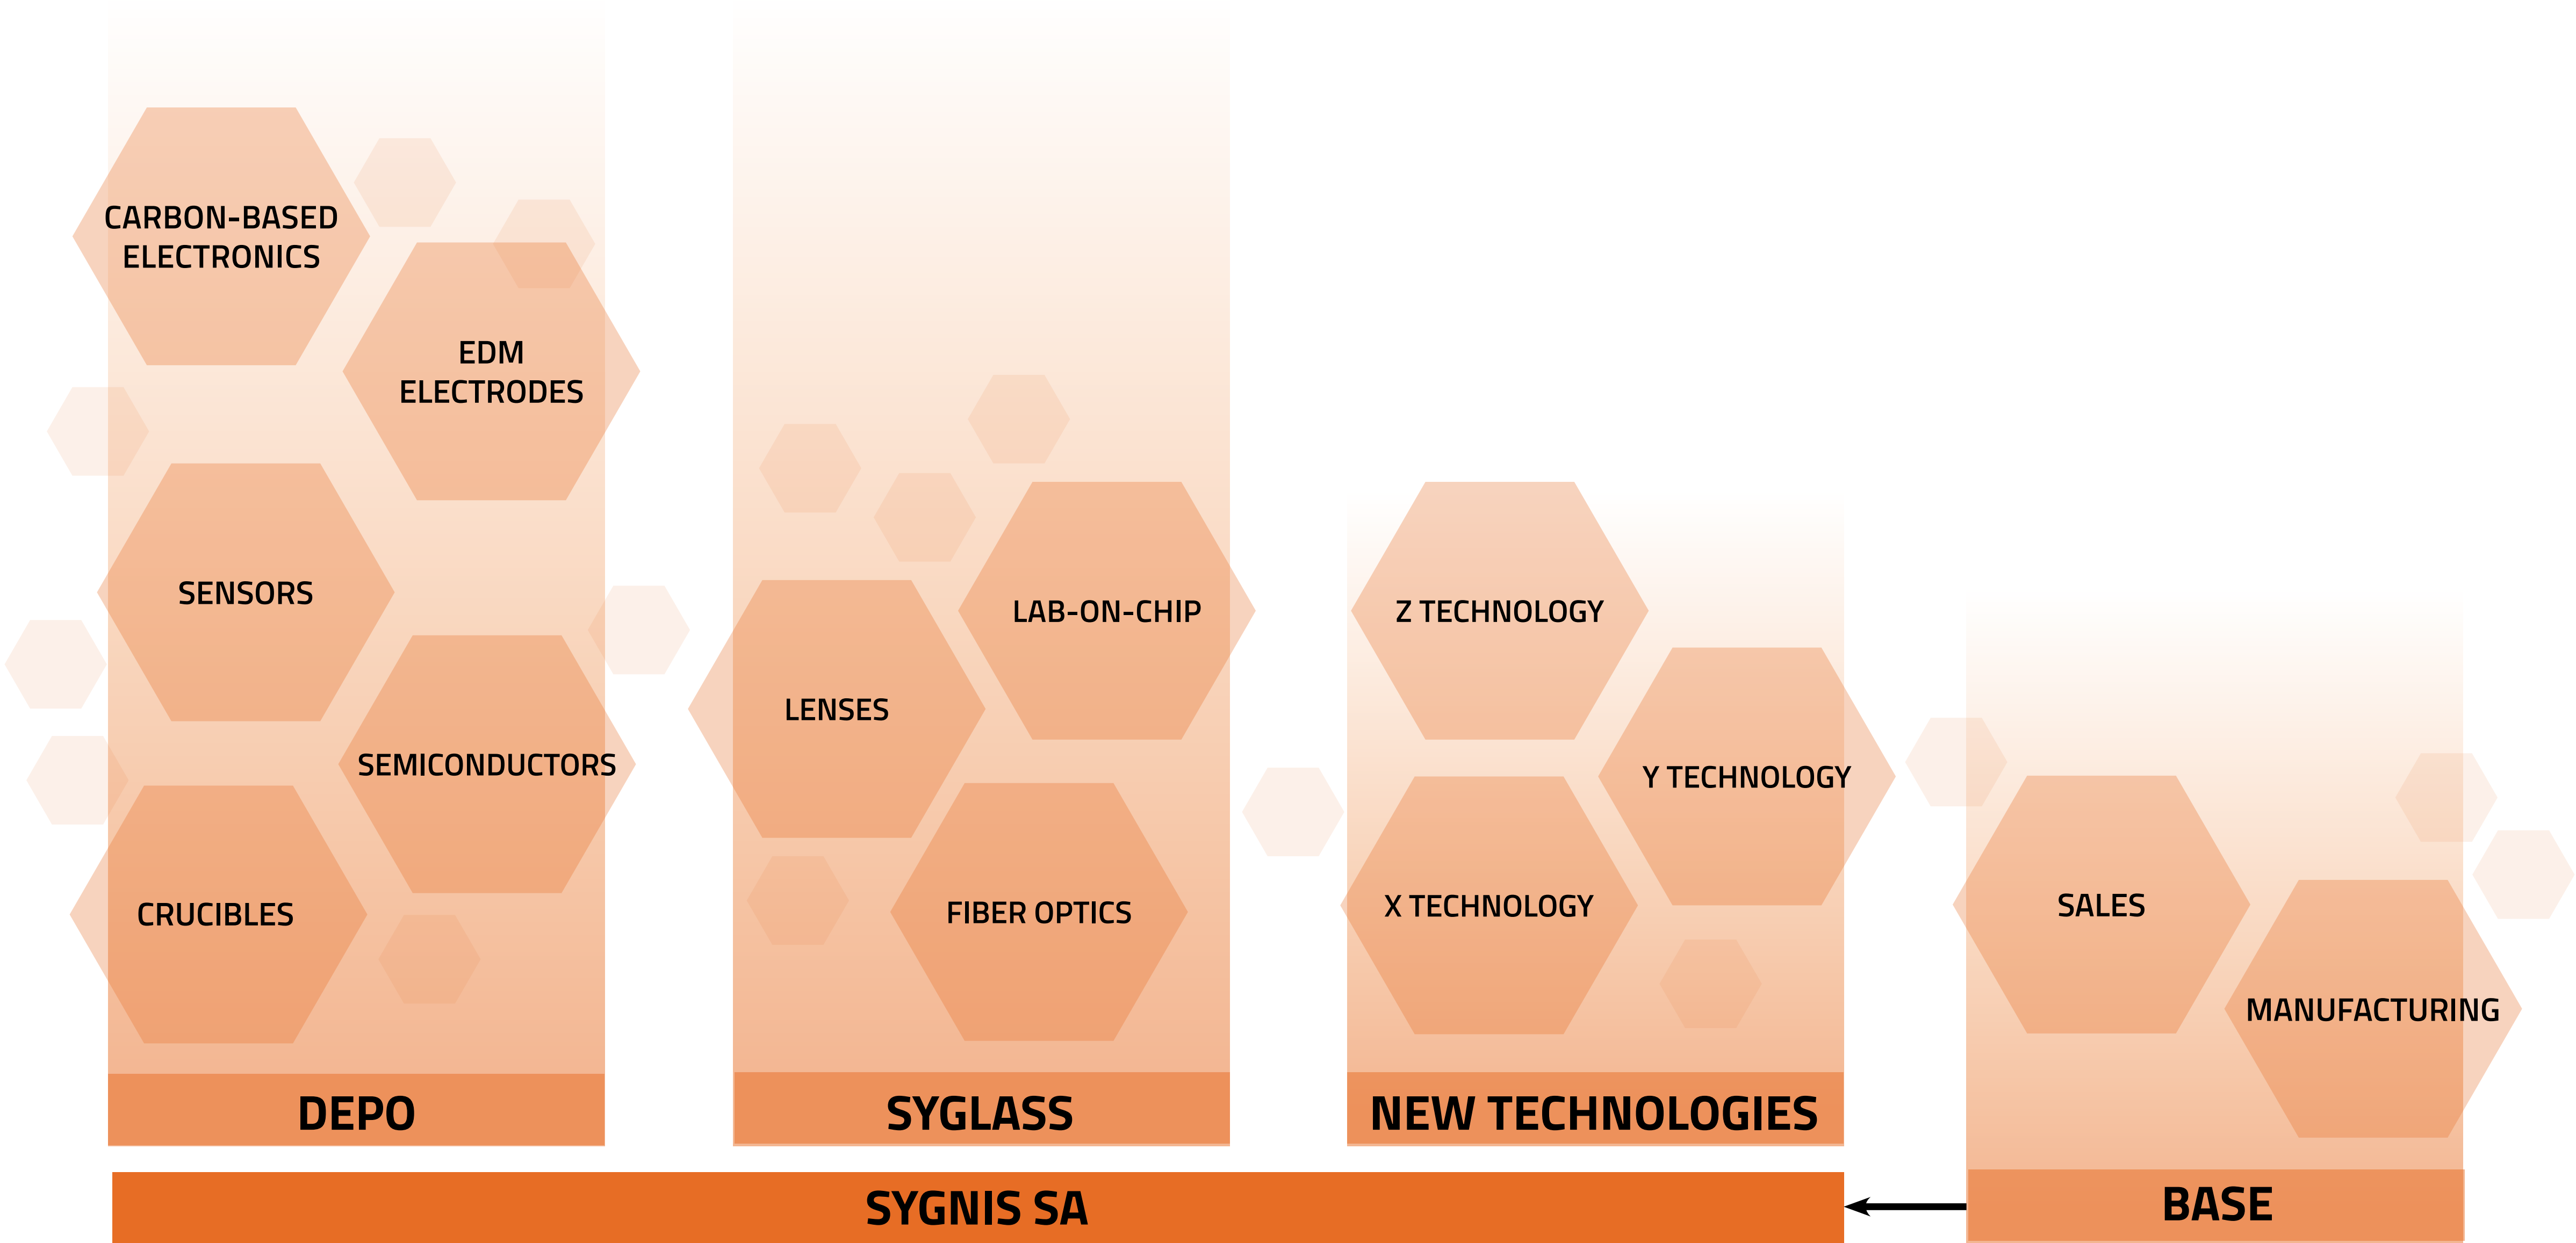 CARBON-BASED
ELECTRONICS
EDM
ELECTRODES
SENSORS
SEMICONDUCTORS
CRUCIBLES
DEPO
LAB-ON-CHIP
LENSES
FIBER OPTICS
SYGLASS
Z TECHNOLOGY
Y TECHNOLOGY
X TECHNOLOGY
NEW TECHNOLOGIES
SALES
MANUFACTURING
BASE
SYGNIS SA